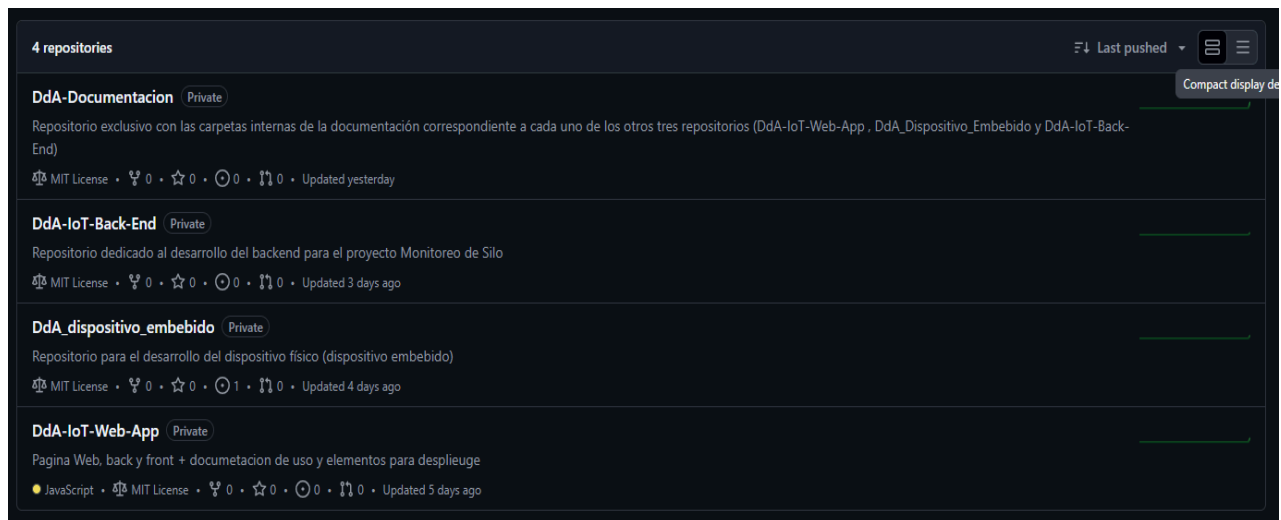 4 repositories
Last pushed
Compact display de
DdA-Documentacion Private
Repositorio exclusivo con las carpetas internas de la documentación correspondiente a cada uno de los otros tres repositorios (DdA-IoT-Web-App , DdA_Dispositivo_Embebido y DdA-IoT-Back-
End)
MIT License • 0 • 0 • 0 • 0 • Updated yesterday
DdA-IoT-Back-End Private
Repositorio dedicado al desarrollo del backend para el proyecto Monitoreo de Silo
MIT License • 0 • 0 • 0 • 0 • Updated 3 days ago
DdA_dispositivo_embebido Private
Repositorio para el desarrollo del dispositivo físico (dispositivo embebido)
MIT License • 0 • 0 • 1 • 0 • Updated 4 days ago
DdA-IoT-Web-App Private
Pagina Web, back y front + documetacion de uso y elementos para desplieuge
JavaScript • MIT License • 0 • 0 • 0 • 0 • Updated 5 days ago